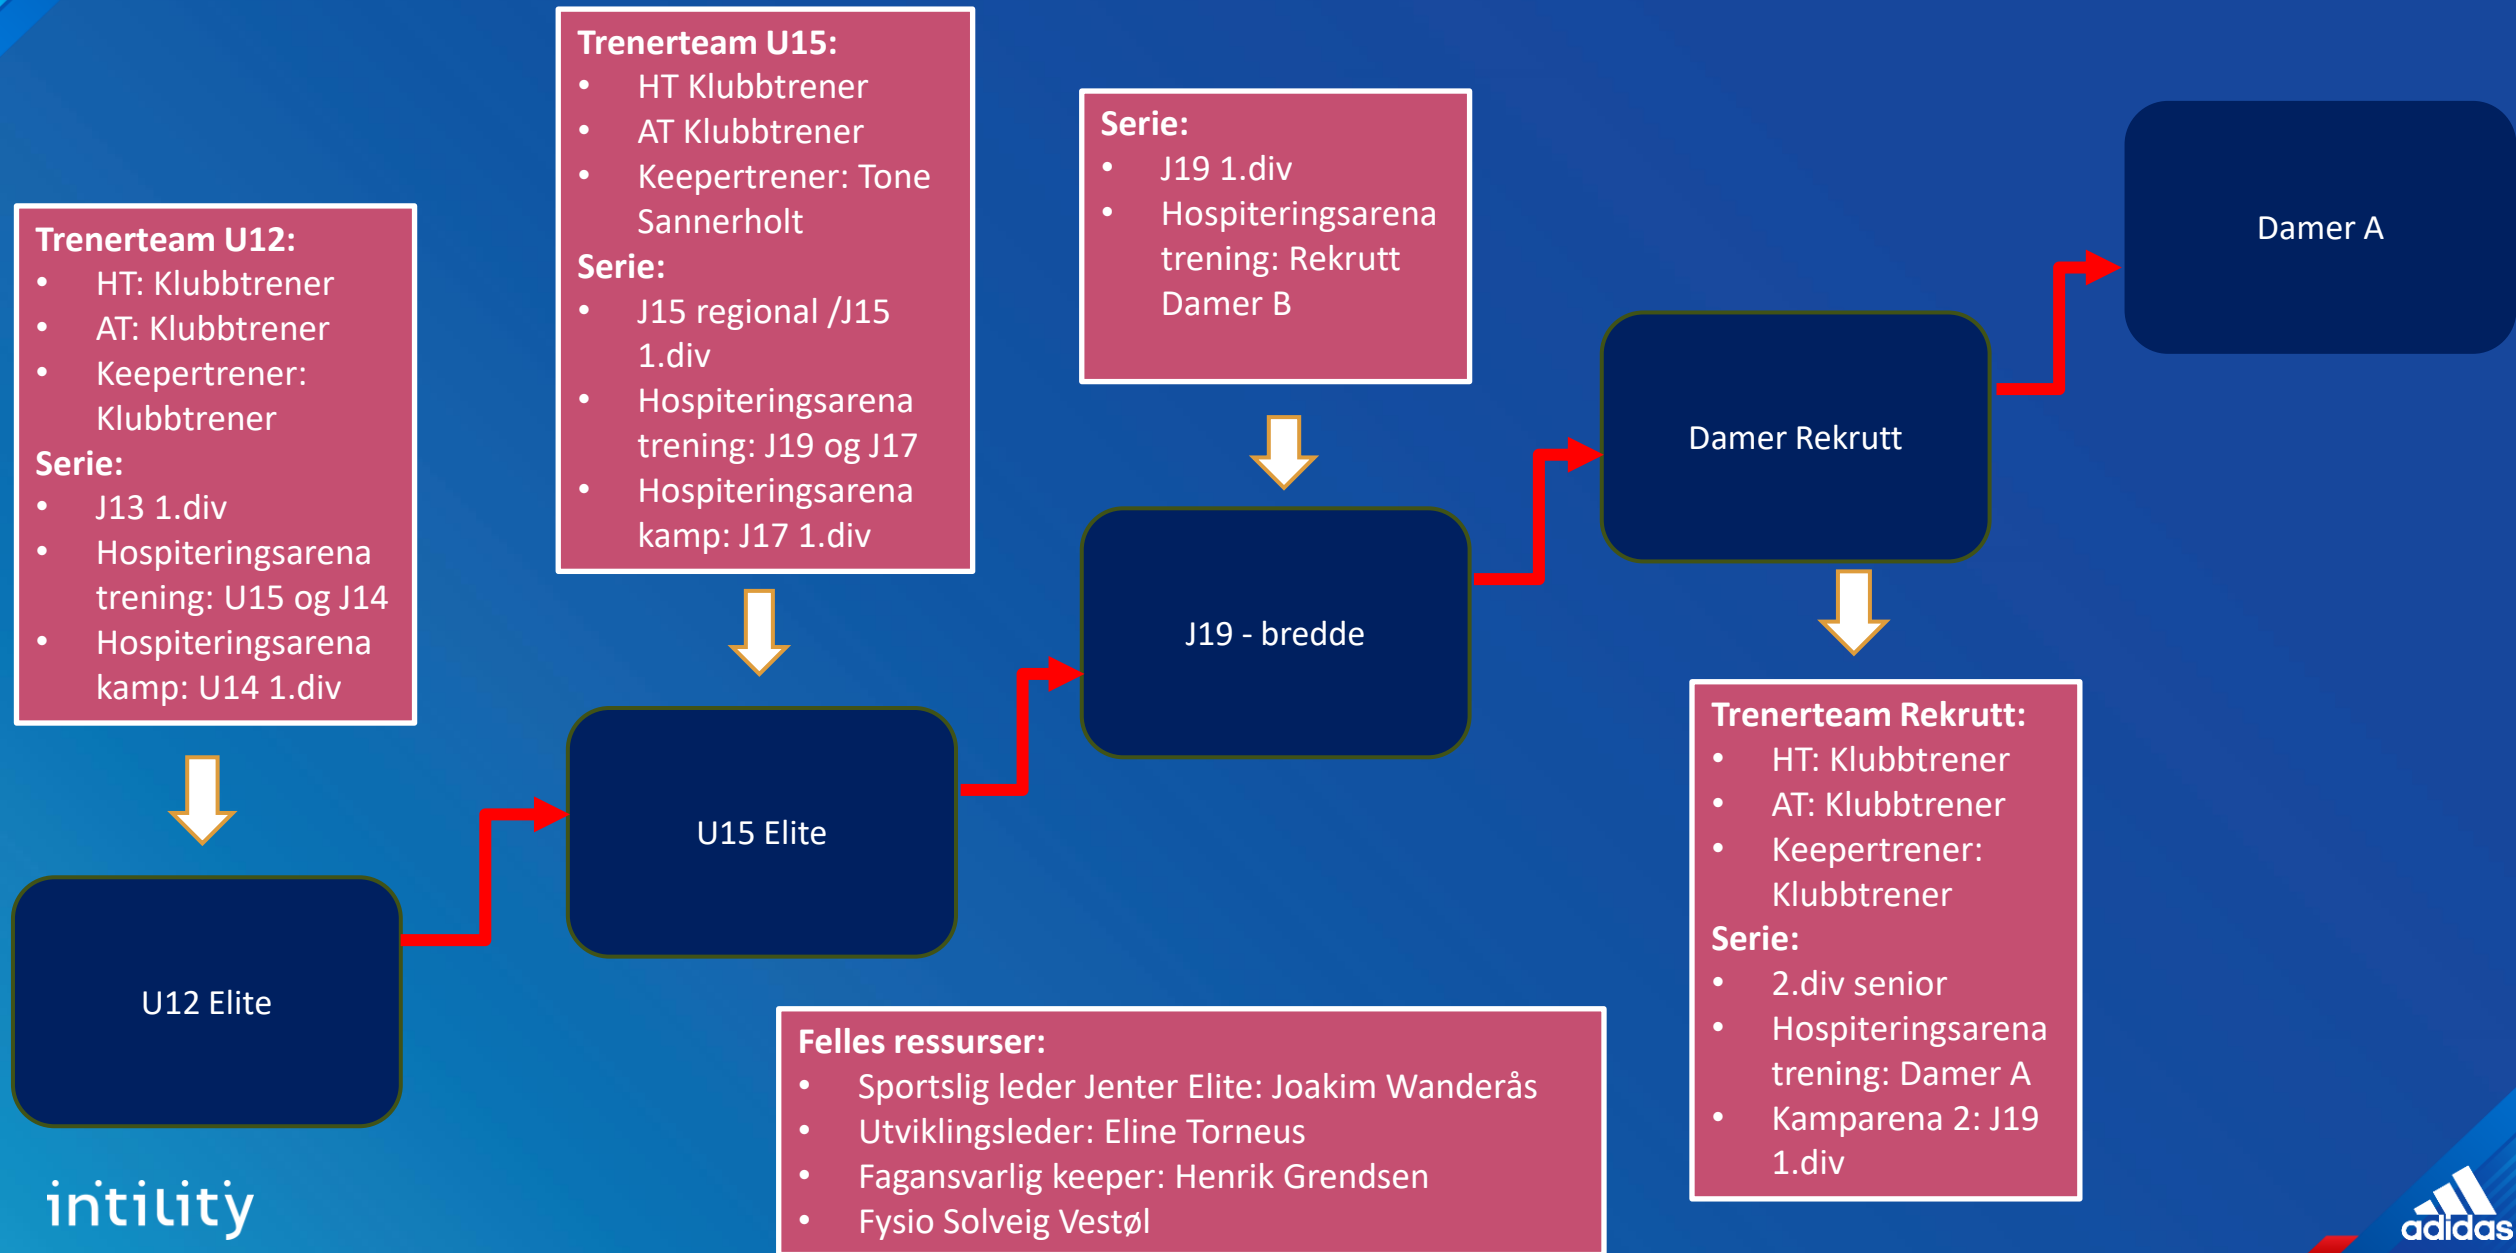 Trenerteam U12:
• HT: Klubbtrener
• AT: Klubbtrener
• Keepertrener:
Klubbtrener
Serie:
• J13 1.div
• Hospiteringsarena
trening: U15 og J14
• Hospiteringsarena
kamp: U14 1.div
U12 Elite
Trenerteam U15:
• HT Klubbtrener
• AT Klubbtrener
• Keepertrener: Tone
Sannerholt
Serie:
• J15 regional /J15
1.div
• Hospiteringsarena
trening: J19 og J17
• Hospiteringsarena
kamp: J17 1.div
U15 Elite
Serie:
• J19 1.div
• Hospiteringsarena
trening: Rekrutt
Damer B
J19 - bredde
Damer Rekrutt
Trenerteam Rekrutt:
• HT: Klubbtrener
• AT: Klubbtrener
• Keepertrener:
Klubbtrener
Serie:
• 2.div senior
• Hospiteringsarena
trening: Damer A
• Kamparena 2: J19
1.div
Damer A
Felles ressurser:
• Sportslig leder Jenter Elite: Joakim Wanderås
• Utviklingsleder: Eline Torneus
• Fagansvarlig keeper: Henrik Grendsen
• Fysio Solveig Vestøl
intility
adidas